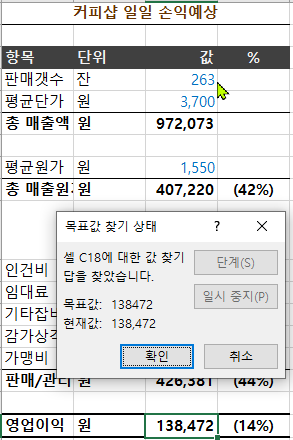 커피샵 일일 손익예상
항목 단위 값 %
판매갯수 잔 263
평균단가 원 3,700
총 매출액 원 972,073
평균원가 원 1,550
총 매출원 원 407,220 (42%)
목표값 찾기 상태 ? ×
셀 C18에 대한 값 찾기 단계(S)
답을 찾았습니다.
일시 중지(P)
목표값: 138472
현재값: 138,472
확인 취소
인건비
임대료
기타잡비
감가상각
가맹비
판매/관리 원 426,381 (44%)
영업이익 원 138,472 (14%)